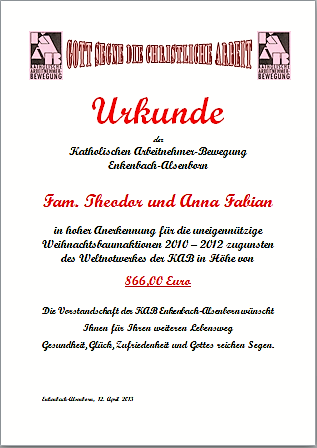 KATHOLISCHE
ARBEITNEHMER-
BEWEGUNG
GOTT SEGNE DIE CHRISTLICHE ARBEIT
KATHOLISCHE
ARBEITNEHMER-
BEWEGUNG
Urkunde
der
Katholischen Arbeitnehmer-Bewegung
Enkenbach-Alsenborn
Fam. Theodor und Anna Fabian
in hoher Anerkennung für die uneigennützige
Weihnachtsbaumaktionen 2010 – 2012 zugunsten
des Weltnotwerkes der KAB in Höhe von
866,00 Euro
Die Vorstandschaft der KAB Enkenbach-Alsenborn wünscht
Ihnen für Ihren weiteren Lebensweg
Gesundheit, Glück, Zufriedenheit und Gottes reichen Segen.
Enkenbach-Alsenborn, 12. April 2013